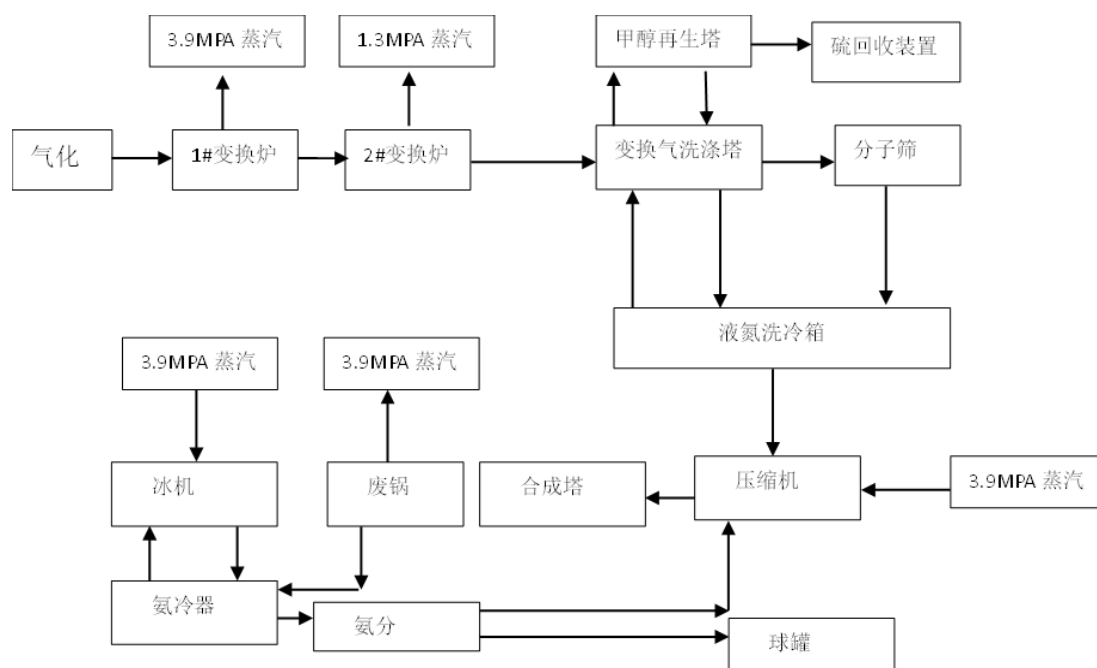 3.9MPA 蒸汽
1.3MPA 蒸汽
甲醇再生塔
硫回收装置
气化
1#变换炉
2#变换炉
变换气洗涤塔
分子筛
液氮洗冷箱
3.9MPA 蒸汽
3.9MPA 蒸汽
冰机
废锅
合成塔
压缩机
3.9MPA 蒸汽
氨冷器
氨分
球罐